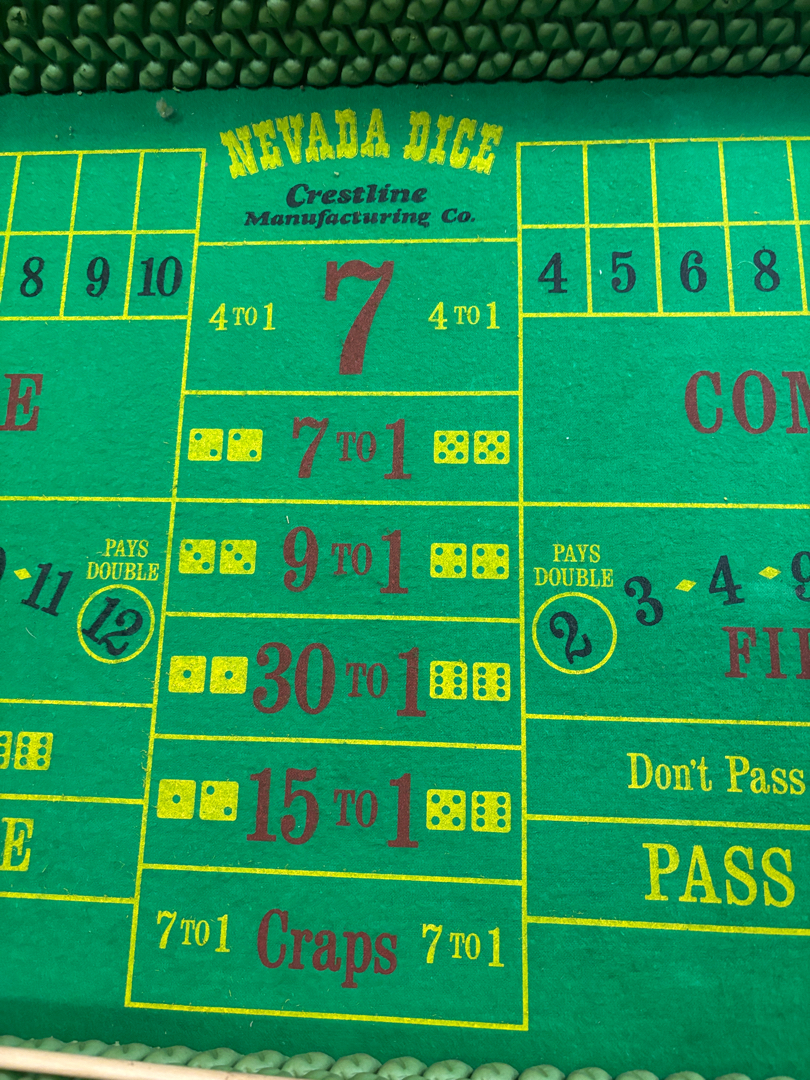 NEVADA DICE
Crestline
Manufacturing Co.
8 9 10
4 TO 1 7 4 TO 1
4 5 6 8
E
COM
7 TO 1
9 TO 1
PAYS
DOUBLE
11 12
PAYS
DOUBLE
2 3 4 9
FI
30 TO 1
Don't Pass
15 TO 1
E
PASS
7 TO 1 Craps 7 TO 1